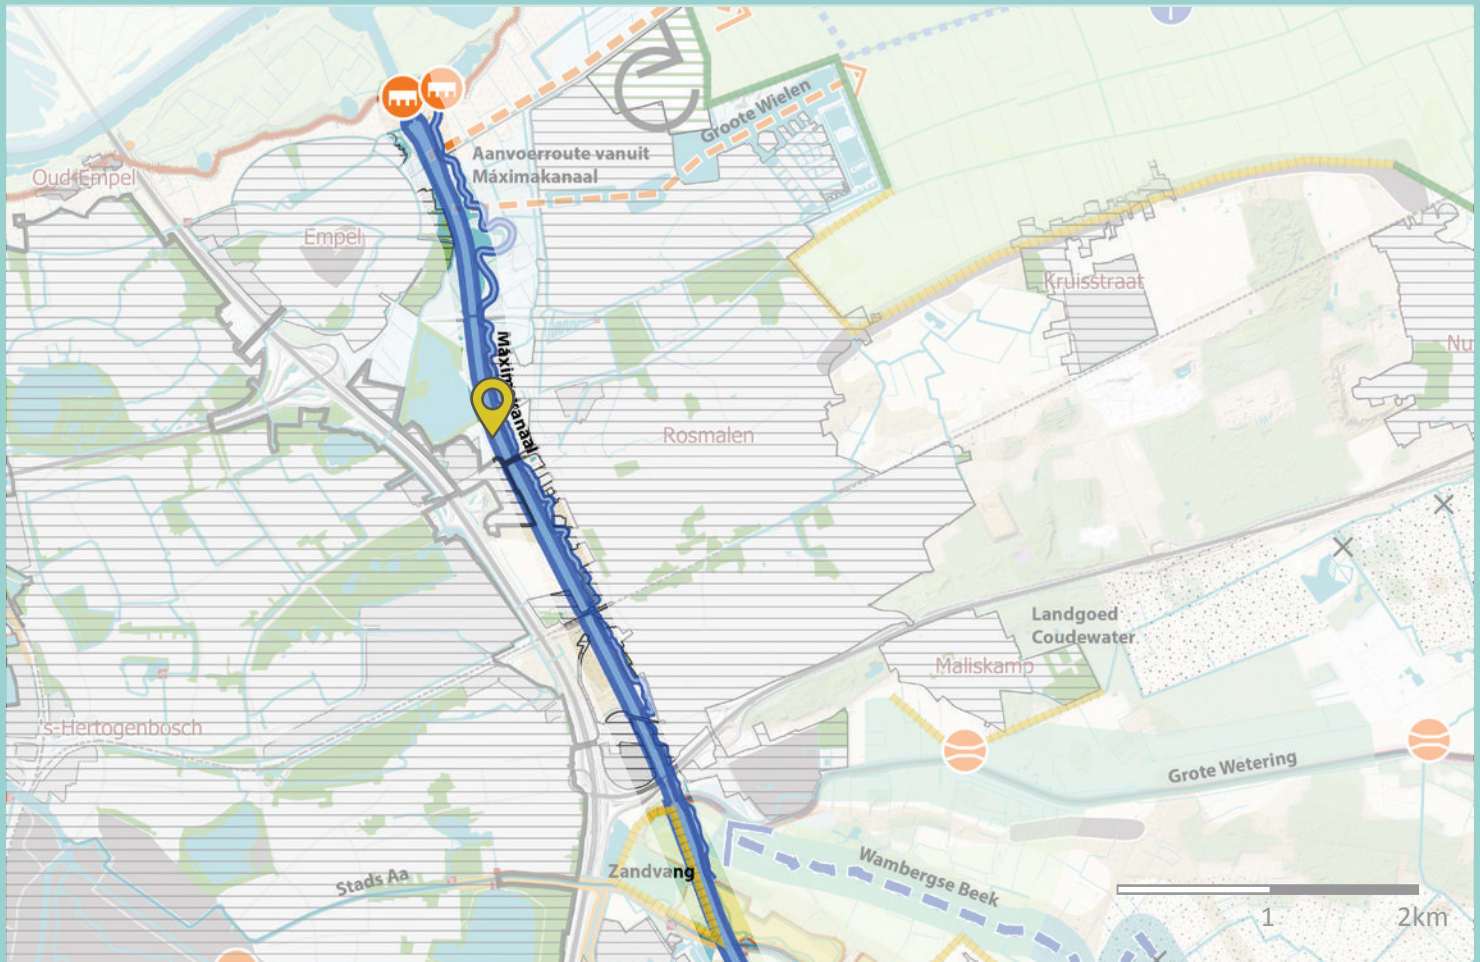 Groote Wielen
Aanvoerroute vanuit
Máximakanaal
Oud-Empel
Empel
Kruisstraat
Nu
Rosmalen
Landgoed
Coudewater
Maliskamp
's-Hertogenbosch
Grote Wetering
Stads Aa
Zandvang
Wambergse Beek
1
2km